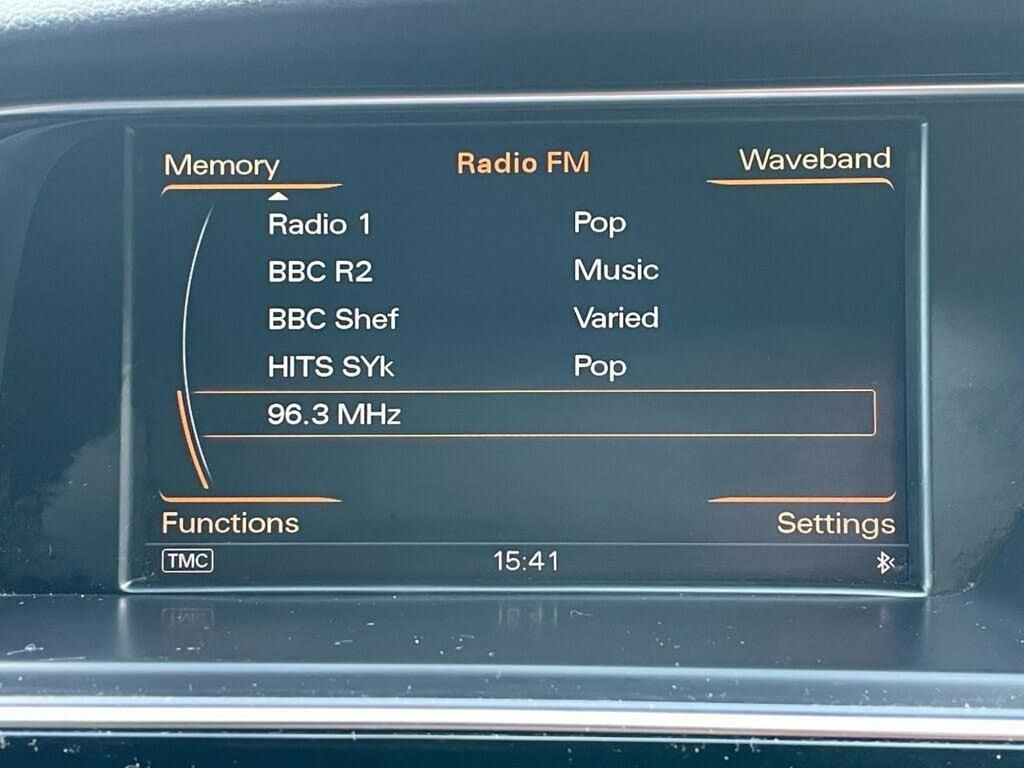 Memory Radio FM Waveband
Radio 1 Pop
BBC R2 Music
BBC Shef Varied
HITS SYk Pop
96.3 MHz
Functions Settings
TMC 15:41